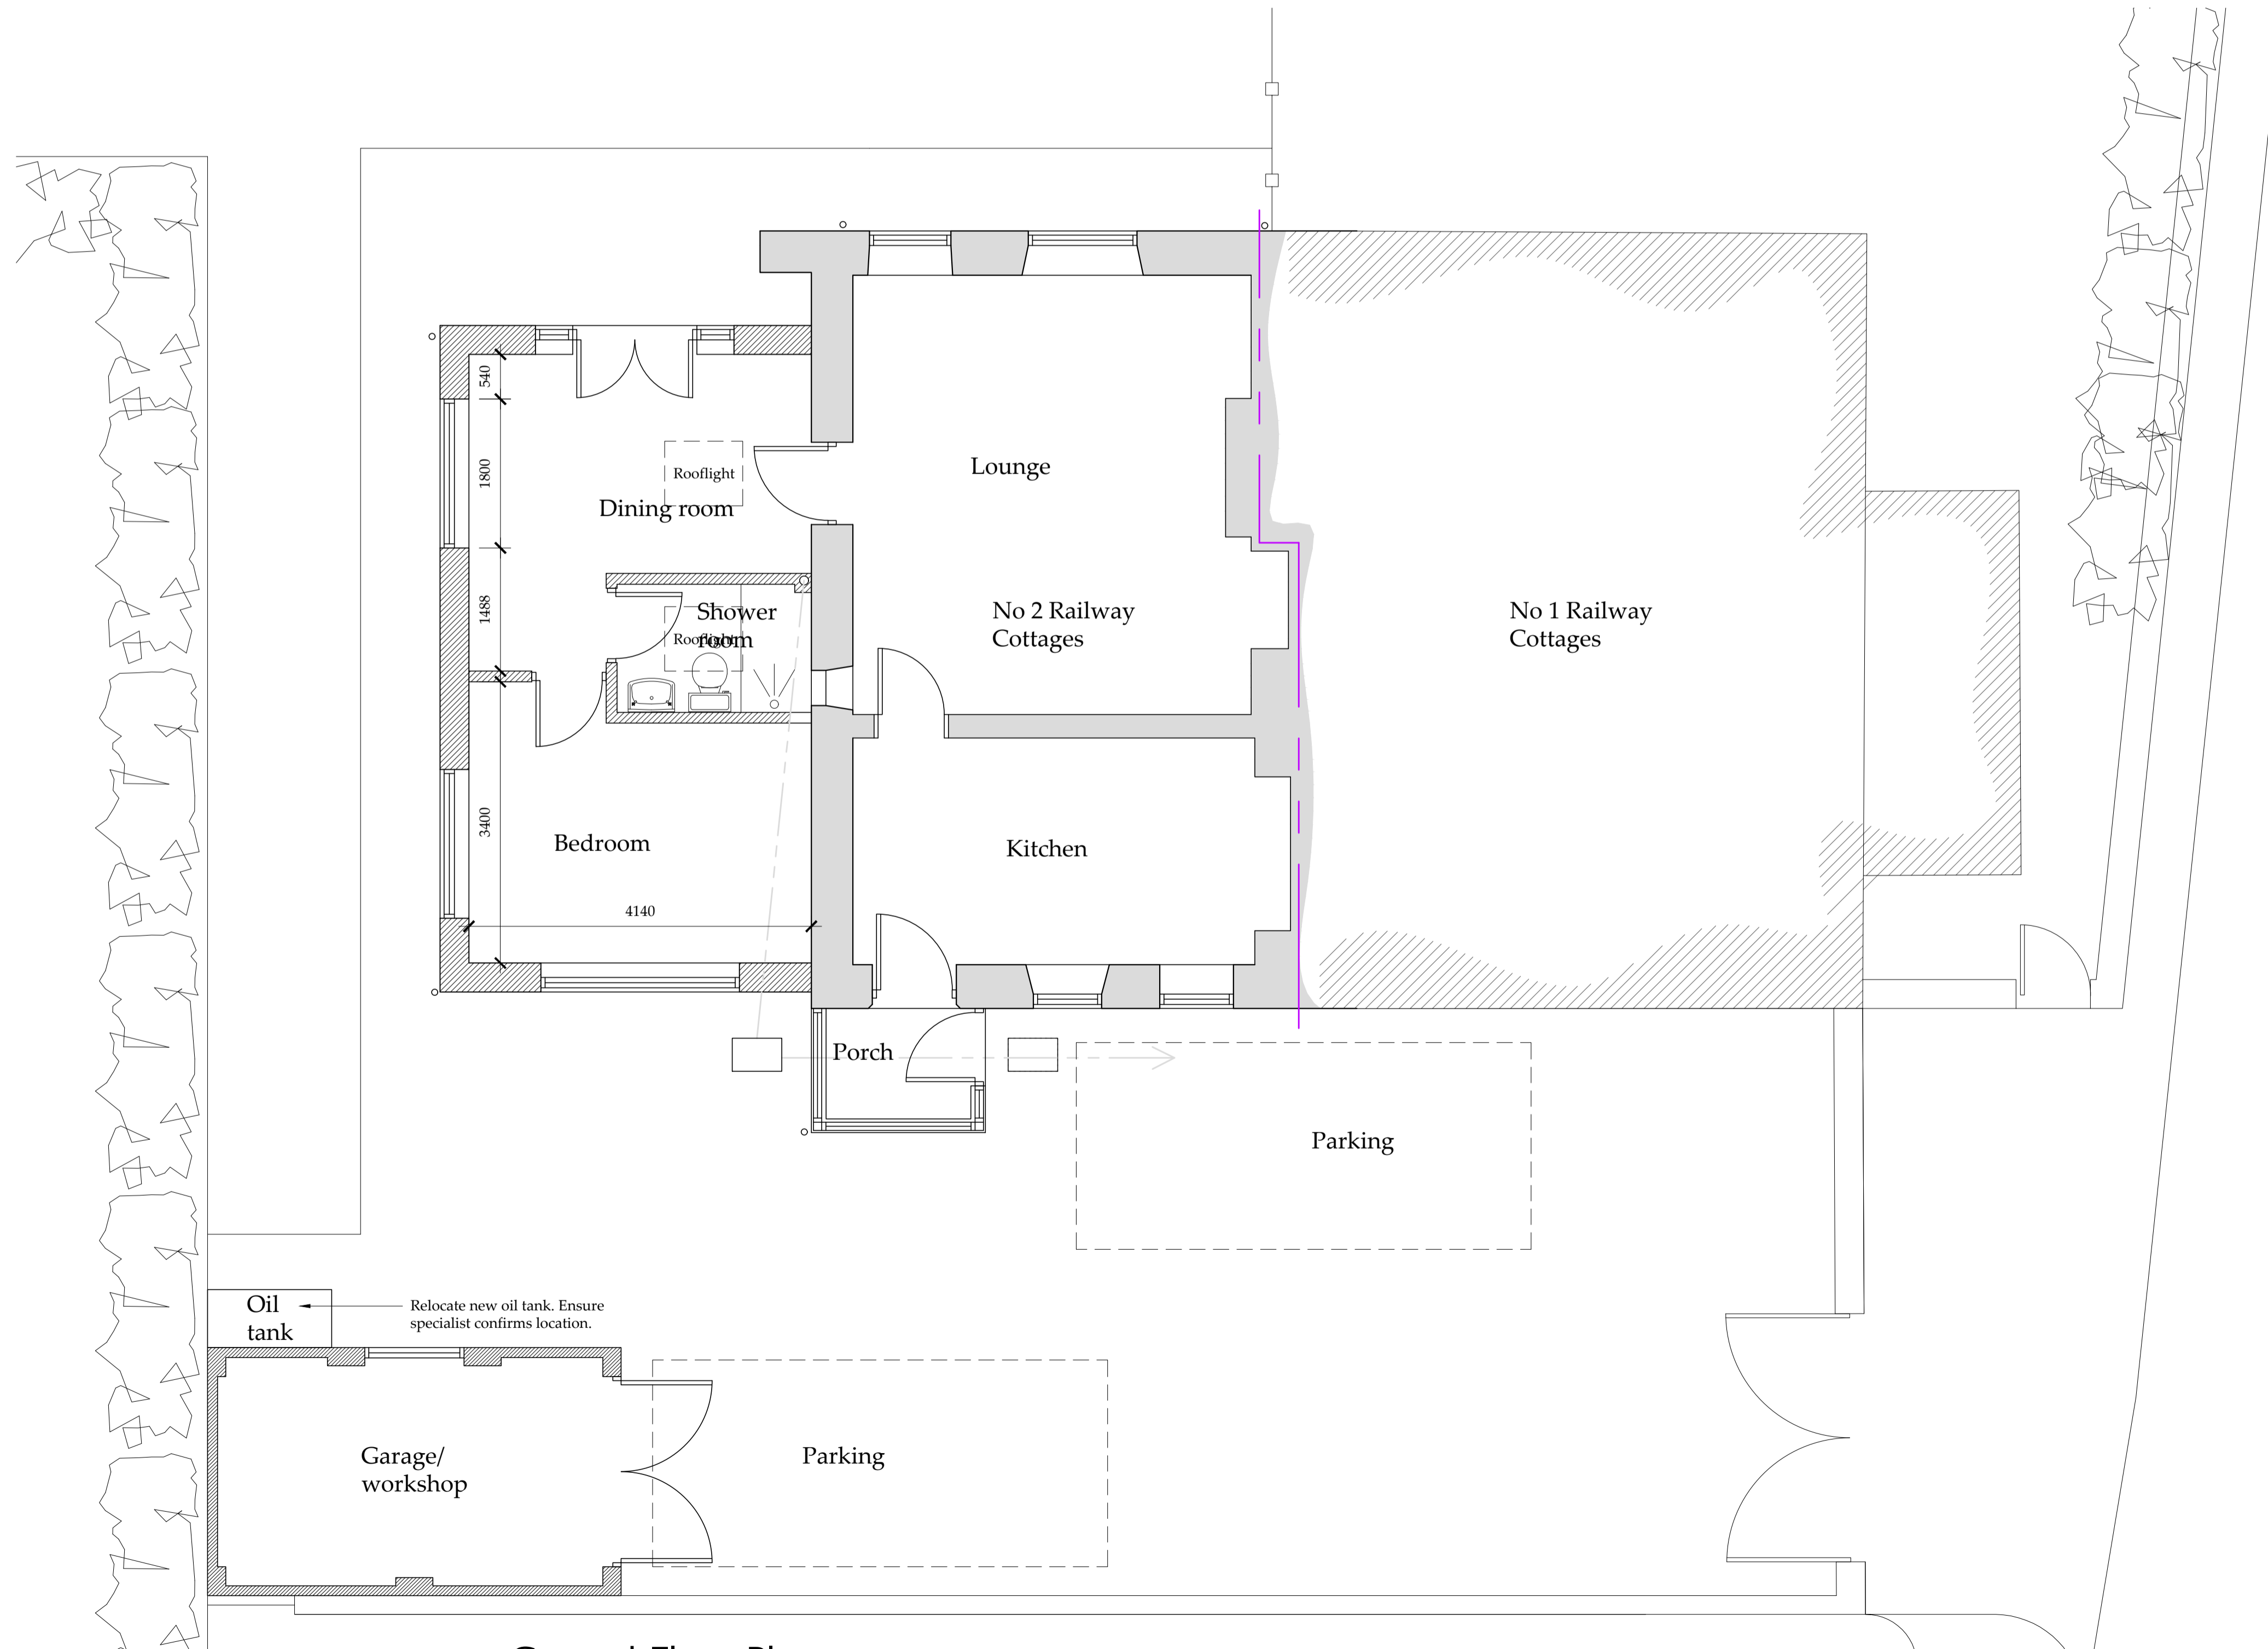 540
1800
Rooflight
Lounge
Dining room
1488
Shower
room
Rooflight
No 2 Railway
Cottages
No 1 Railway
Cottages
3400
Bedroom
Kitchen
4140
Porch
Parking
Oil
tank
Relocate new oil tank. Ensure
specialist confirms location.
Garage/
workshop
Parking